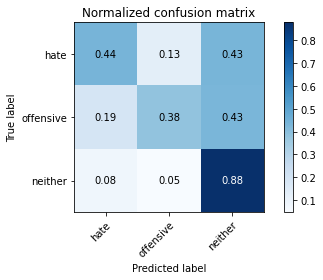 Normalized confusion matrix
True label
hate 0.44 0.13 0.43
offensive 0.19 0.38 0.43
neither 0.08 0.05 0.88
hate offensive neither
Predicted label
0.8
0.7
0.6
0.5
0.4
0.3
0.2
0.1